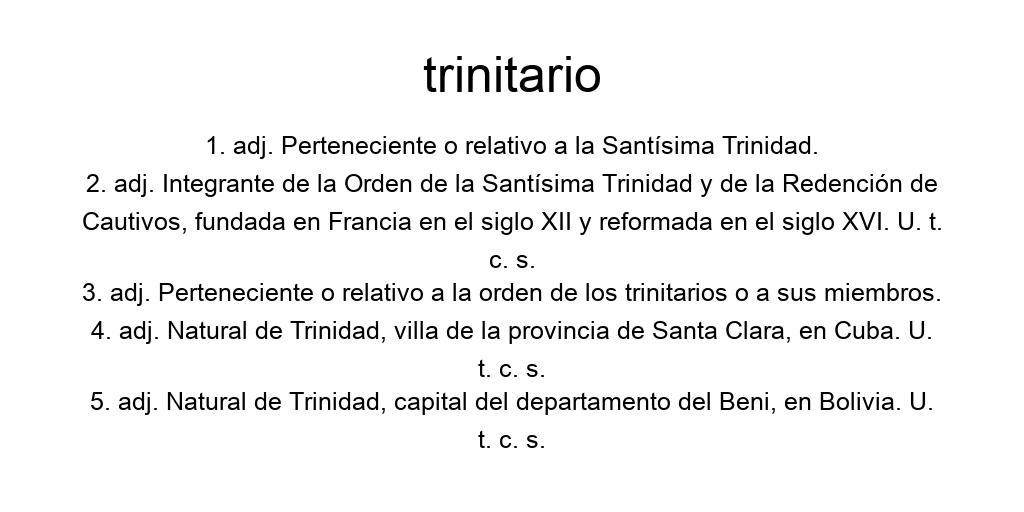 trinitario
1. adj. Perteneciente o relativo a la Santísima Trinidad.
2. adj. Integrante de la Orden de la Santísima Trinidad y de la Redención de
Cautivos, fundada en Francia en el siglo XII y reformada en el siglo XVI. U. t.
c. s.
3. adj. Perteneciente o relativo a la orden de los trinitarios o a sus miembros.
4. adj. Natural de Trinidad, villa de la provincia de Santa Clara, en Cuba. U.
t. c. s.
5. adj. Natural de Trinidad, capital del departamento del Beni, en Bolivia. U.
t. c. s.